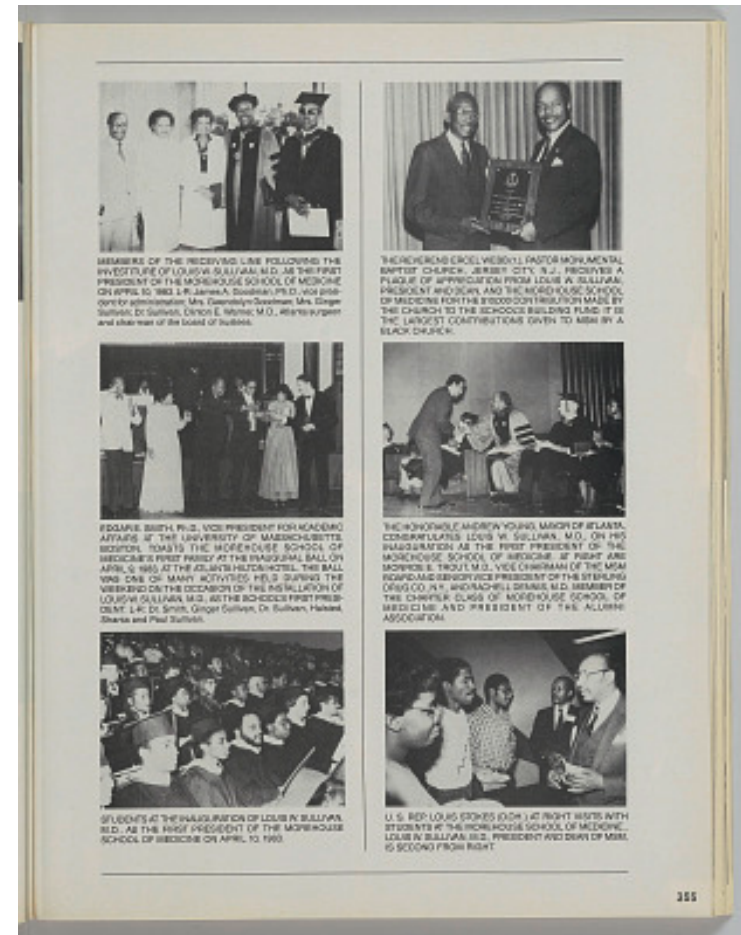 MEMBERS OF THE RECEIVING LINE FOLLOWING THE
INVESTITURE OF LOUIS W. SULLIVAN, M.D., AS THE FIRST
PRESIDENT OF THE MOREHOUSE SCHOOL OF MEDICINE
ON APRIL 10, 1983. L-R: James A. Goodman, Ph.D., vice presi-
dent for administration; Mrs. Gwendolyn Goodman; Mrs. Ginger
Sullivan; Dr. Sullivan; Clinton E. Warner, M.D., Atlanta surgeon
and chairman of the board of trustees.
EDGAR E. SMITH, Ph.D., VICE PRESIDENT FOR ACADEMIC
AFFAIRS AT THE UNIVERSITY OF MASSACHUSETTS,
BOSTON, TOASTS THE MOREHOUSE SCHOOL OF
MEDICINE'S FIRST FAMILY AT THE INAUGURAL BALL ON
APRIL 9, 1983, AT THE ATLANTA HILTON HOTEL. THE BALL
WAS ONE OF MANY ACTIVITIES HELD DURING THE
WEEKEND ON THE OCCASION OF THE INSTALLATION OF
LOUIS W. SULLIVAN, M.D., AS THE SCHOOL'S FIRST PRESI-
DENT. L-R: Dr. Smith, Ginger Sullivan, Dr. Sullivan, Halsted,
Shanta and Paul Sullivan.
STUDENTS AT THE INAUGURATION OF LOUIS W. SULLIVAN,
M.D., AS THE FIRST PRESIDENT OF THE MOREHOUSE
SCHOOL OF MEDICINE ON APRIL 10, 1983.
THE REVEREND ERCEL WEBB (L), PASTOR MONUMENTAL
BAPTIST CHURCH, JERSEY CITY, N.J., RECEIVES A
PLAQUE OF APPRECIATION FROM LOUIS W. SULLIVAN,
PRESIDENT AND DEAN, AND THE MOREHOUSE SCHOOL
OF MEDICINE FOR THE CONTRIBUTION MADE BY
THE CHURCH TO THE SCHOOL'S BUILDING FUND. IT IS
THE LARGEST CONTRIBUTIONS GIVEN TO MSM BY A
BLACK CHURCH.
THE HONORABLE ANDREW YOUNG, MAYOR OF ATLANTA,
CONGRATULATES LOUIS W. SULLIVAN, M.D., ON HIS
INAUGURATION AS THE FIRST PRESIDENT OF THE
MOREHOUSE SCHOOL OF MEDICINE. AT RIGHT ARE
MONROE E. TROUT, M.D., VICE CHAIRMAN OF THE MSM
BOARD AND SENIOR VICE PRESIDENT OF THE STERLING
DRUG CO., N.Y., AND RACHELL DENNIS, M.D. MEMBER OF
THE CHARTER CLASS OF MOREHOUSE SCHOOL OF
MEDICINE AND PRESIDENT OF THE ALUMNI
ASSOCIATION.
U. S. REP. LOUIS STOKES (D.OH.) AT RIGHT VISITS WITH
STUDENTS AT THE MOREHOUSE SCHOOL OF MEDICINE.
LOUIS W. SULLIVAN, M.D., PRESIDENT AND DEAN OF MSM,
IS SECOND FROM RIGHT.
355